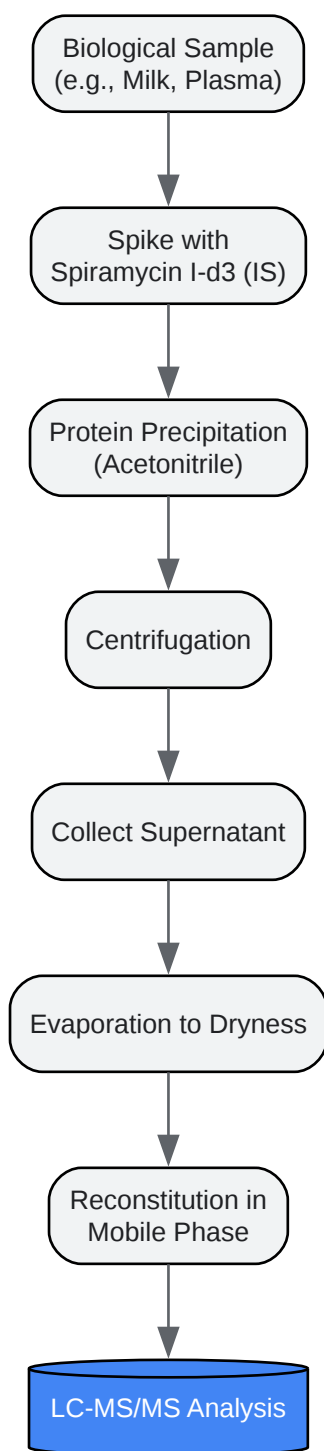 Biological Sample
(e.g., Milk, Plasma)
Spike with
Spiramycin I-d3 (IS)
Protein Precipitation
(Acetonitrile)
Centrifugation
Collect Supernatant
Evaporation to Dryness
Reconstitution in
Mobile Phase
LC-MS/MS Analysis